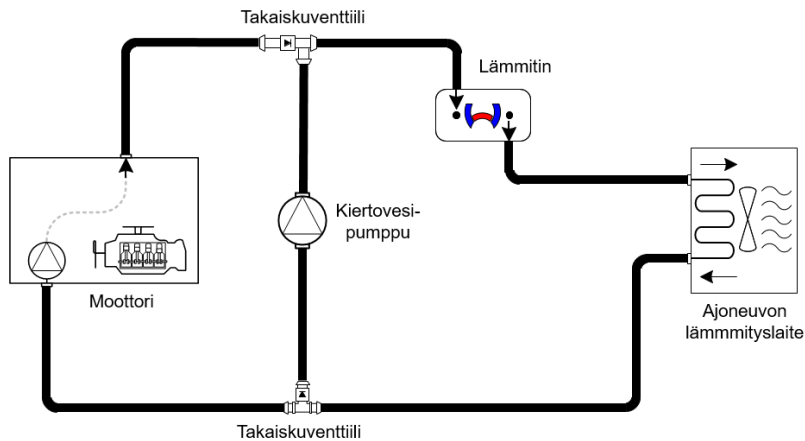 Takaiskuventtiili
Lämmitin
Kiertovesi-
pumppu
Moottori
Ajoneuvon
lämmmityslaite
Takaiskuventtiili